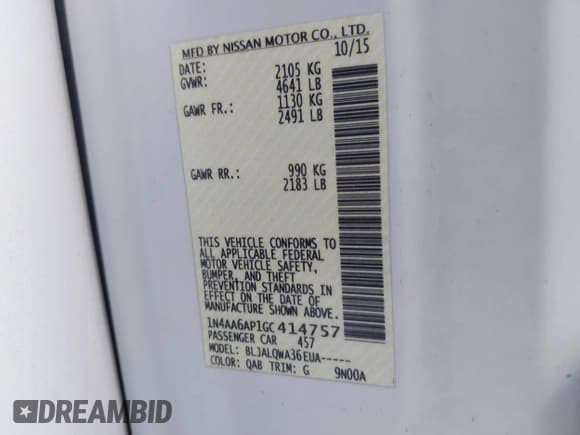 MFD BY NISSAN MOTOR CO., LTD.
DATE: 10/15
GVWR: 2105 KG
4641 LB
GAWR FR.: 1130 KG
2491 LB
GAWR RR.: 990 KG
2183 LB
THIS VEHICLE CONFORMS TO
ALL APPLICABLE FEDERAL
MOTOR VEHICLE SAFETY,
BUMPER, AND THEFT
PREVENTION STANDARDS IN
EFFECT ON THE DATE OF
MANUFACTURE SHOWN
ABOVE.
1N4AA6AP1GC414757
PASSENGER CAR 457
MODEL: BLJALQWA36EUA-----
COLOR: QAB TRIM: G 9N00A
DREAMBID